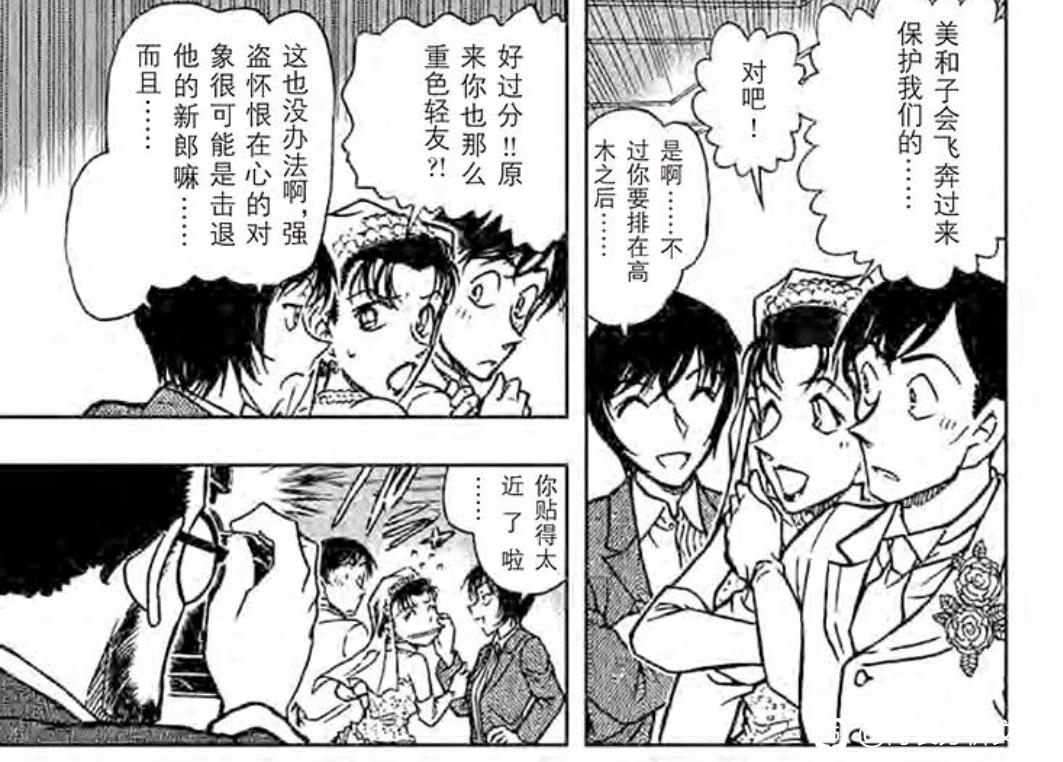 美和子会飞奔过来
保护我们的……
对吧！
是啊……不
过你要排在高
木之后……
好过分!!原
来你也那么
重色轻友?!
这也没办法啊,强
盗怀恨在心的对
象很可能是击退
他的新郎嘛……
而且……
你贴得太
近了啦
……